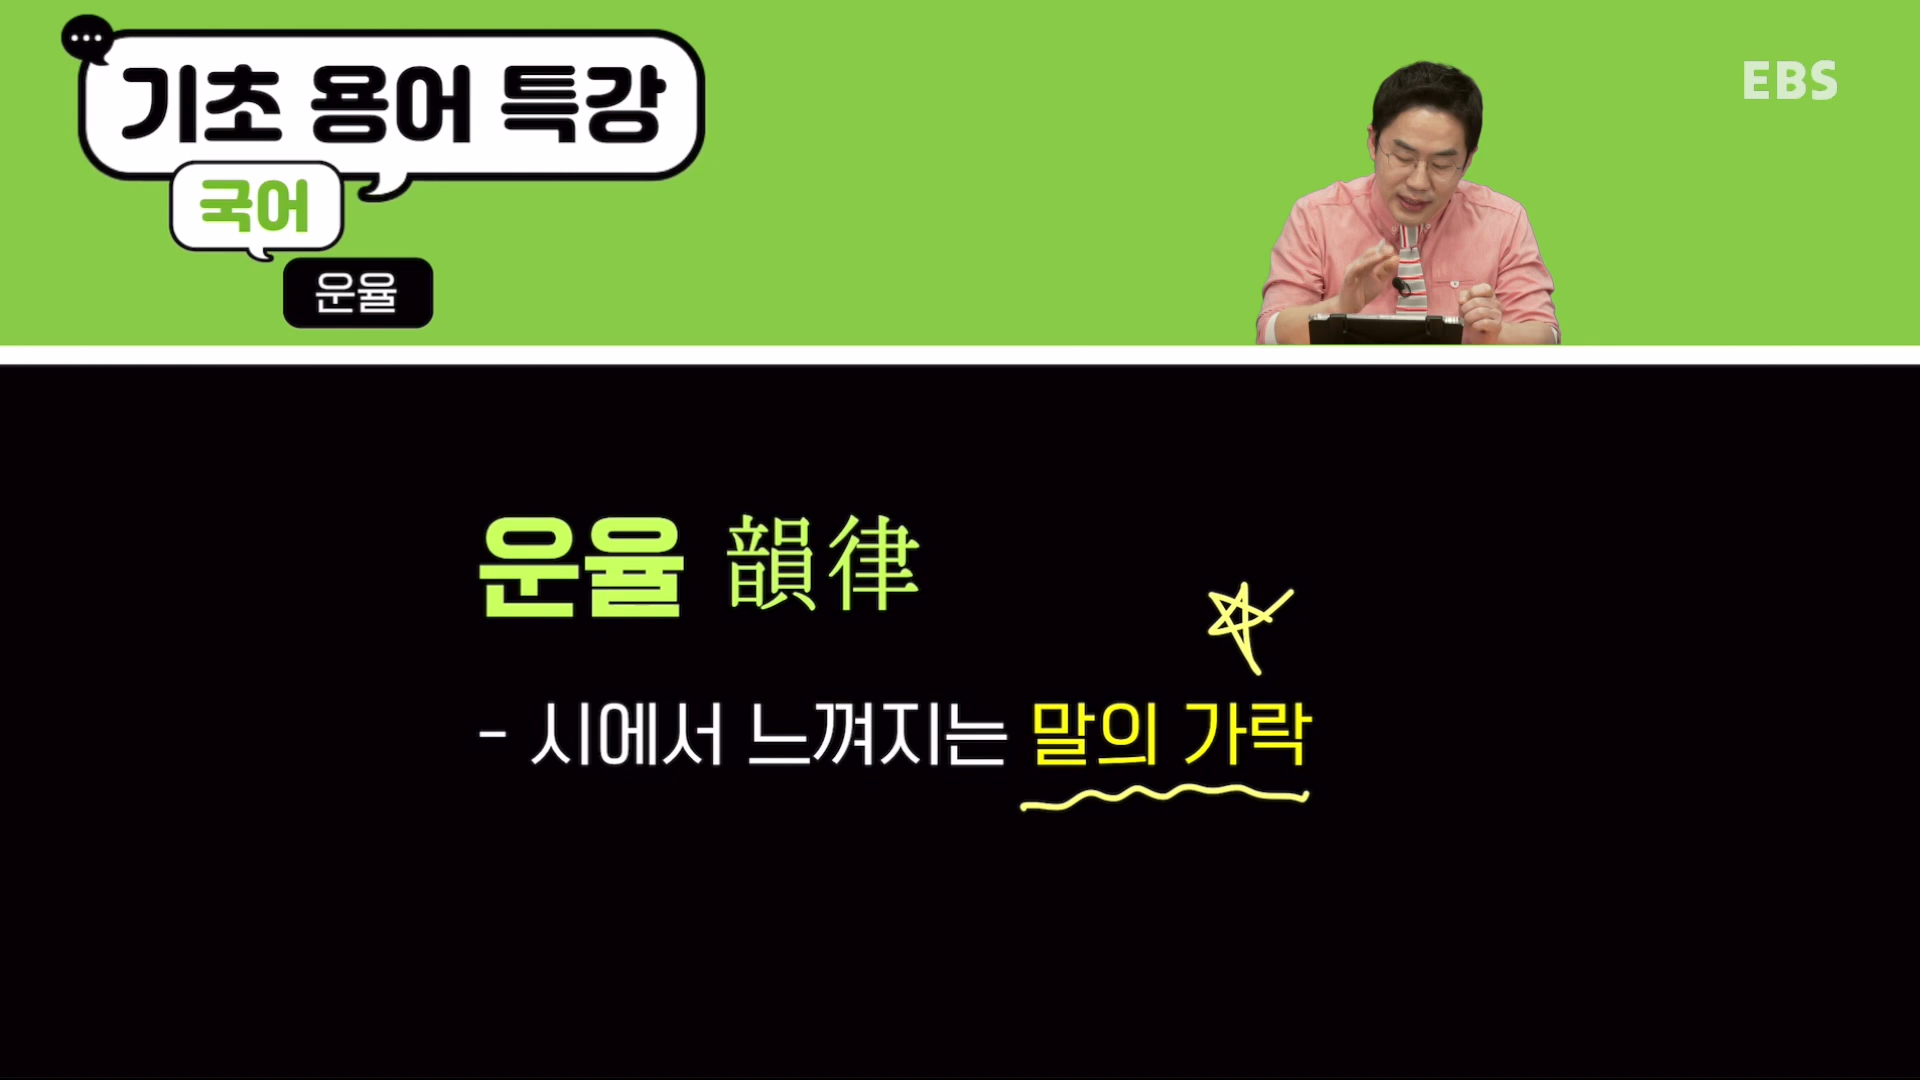 기초 용어 특강
EBS
국어
운율
운율 韻律
- 시에서 느껴지는 말의 가락